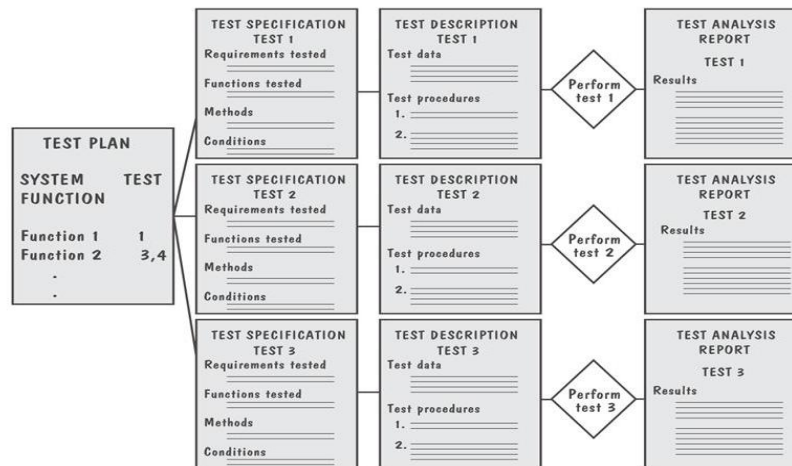 TEST PLAN
SYSTEM TEST
FUNCTION
Function 1 1
Function 2 3,4
.
.
TEST SPECIFICATION
TEST 1
Requirements tested
Functions tested
Methods
Conditions
TEST DESCRIPTION
TEST 1
Test data
Test procedures
1.
2.
Perform
test 1
TEST ANALYSIS
REPORT
TEST 1
Results
TEST SPECIFICATION
TEST 2
Requirements tested
Functions tested
Methods
Conditions
TEST DESCRIPTION
TEST 2
Test data
Test procedures
1.
2.
Perform
test 2
TEST ANALYSIS
REPORT
TEST 2
Results
TEST SPECIFICATION
TEST 3
Requirements tested
Functions tested
Methods
Conditions
TEST DESCRIPTION
TEST 3
Test data
Test procedures
1.
2.
Perform
test 3
TEST ANALYSIS
REPORT
TEST 3
Results